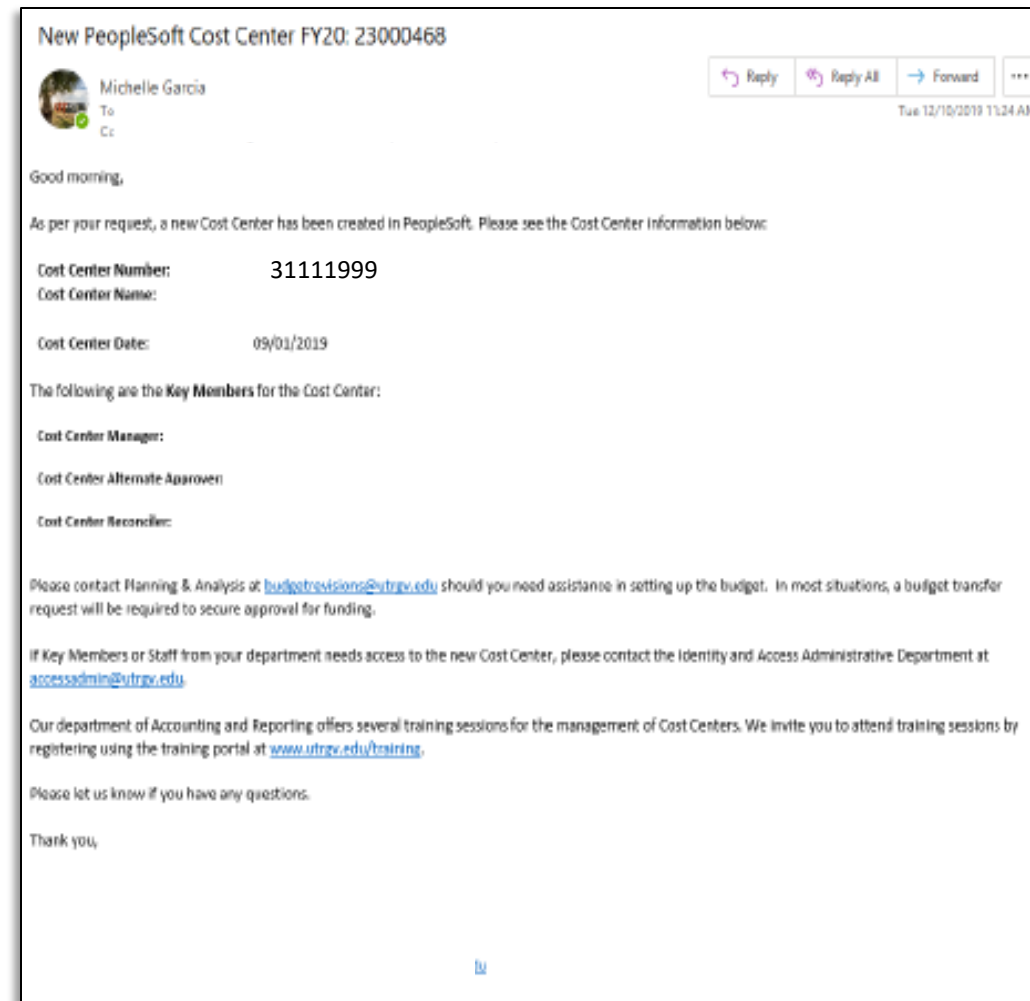 New PeopleSoft Cost Center FY20: 23000468
Michelle Garcia
Reply
Reply All
Forward
...
To
Cc
Tue 12/10/2019 11:24 AM
Good morning,
As per your request, a new Cost Center has been created in PeopleSoft. Please see the Cost Center information below:
Cost Center Number: 31111999
Cost Center Name:
Cost Center Date: 09/01/2019
The following are the Key Members for the Cost Center:
Cost Center Manager:
Cost Center Alternate Approver:
Cost Center Reconciler:
Please contact Planning & Analysis at budgetrevisions@utrgv.edu should you need assistance in setting up the budget. In most situations, a budget transfer
request will be required to secure approval for funding.
If Key Members or Staff from your department needs access to the new Cost Center, please contact the Identity and Access Administrative Department at
accessadmin@utrgv.edu.
Our department of Accounting and Reporting offers several training sessions for the management of Cost Centers. We invite you to attend training sessions by
registering using the training portal at www.utrgv.edu/training.
Please let us know if you have any questions.
Thank you,